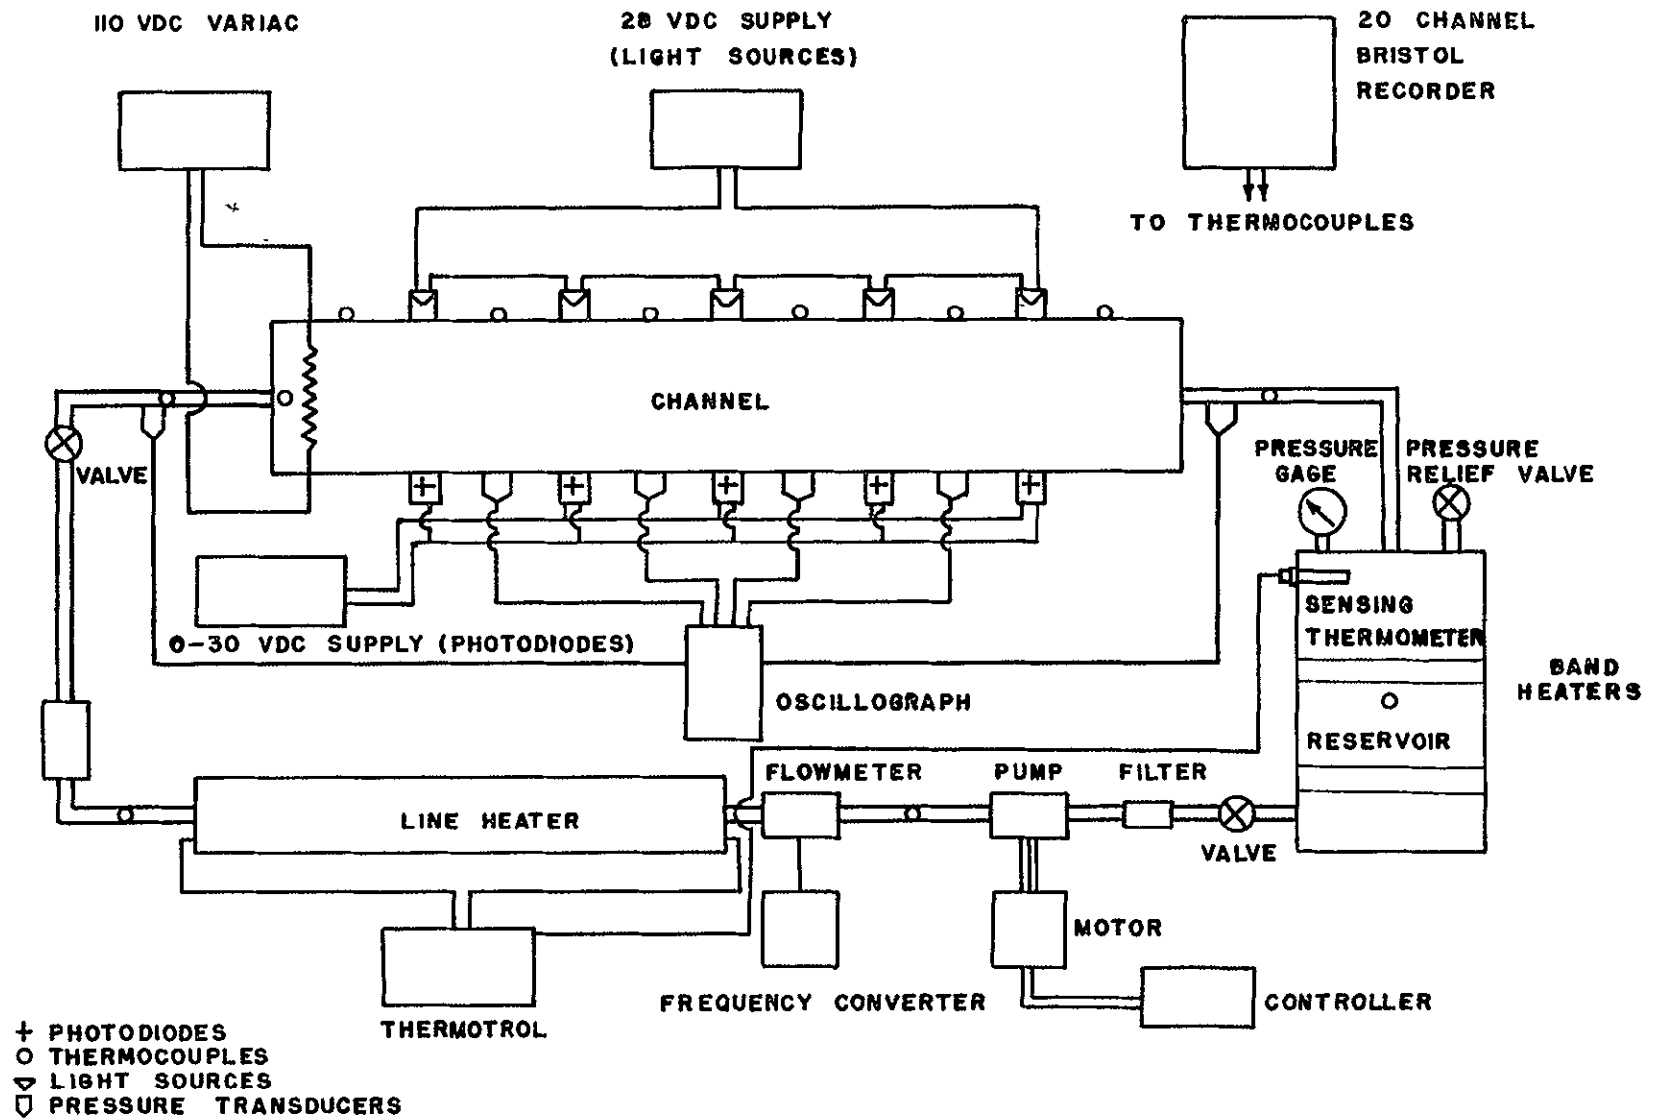 110 VDC VARIAC
28 VDC SUPPLY
(LIGHT SOURCES)
20 CHANNEL
BRISTOL
RECORDER
TO THERMOCOUPLES
CHANNEL
VALVE
PRESSURE
GAGE
PRESSURE
RELIEF VALVE
SENSING
THERMOMETER
0-30 VDC SUPPLY (PHOTODIODES)
OSCILLOGRAPH
BAND
HEATERS
RESERVOIR
FLOWMETER
PUMP
FILTER
LINE HEATER
VALVE
MOTOR
FREQUENCY CONVERTER
CONTROLLER
THERMOTROL
+ PHOTODIODES
THERMOCOUPLES
LIGHT SOURCES
PRESSURE TRANSDUCERS